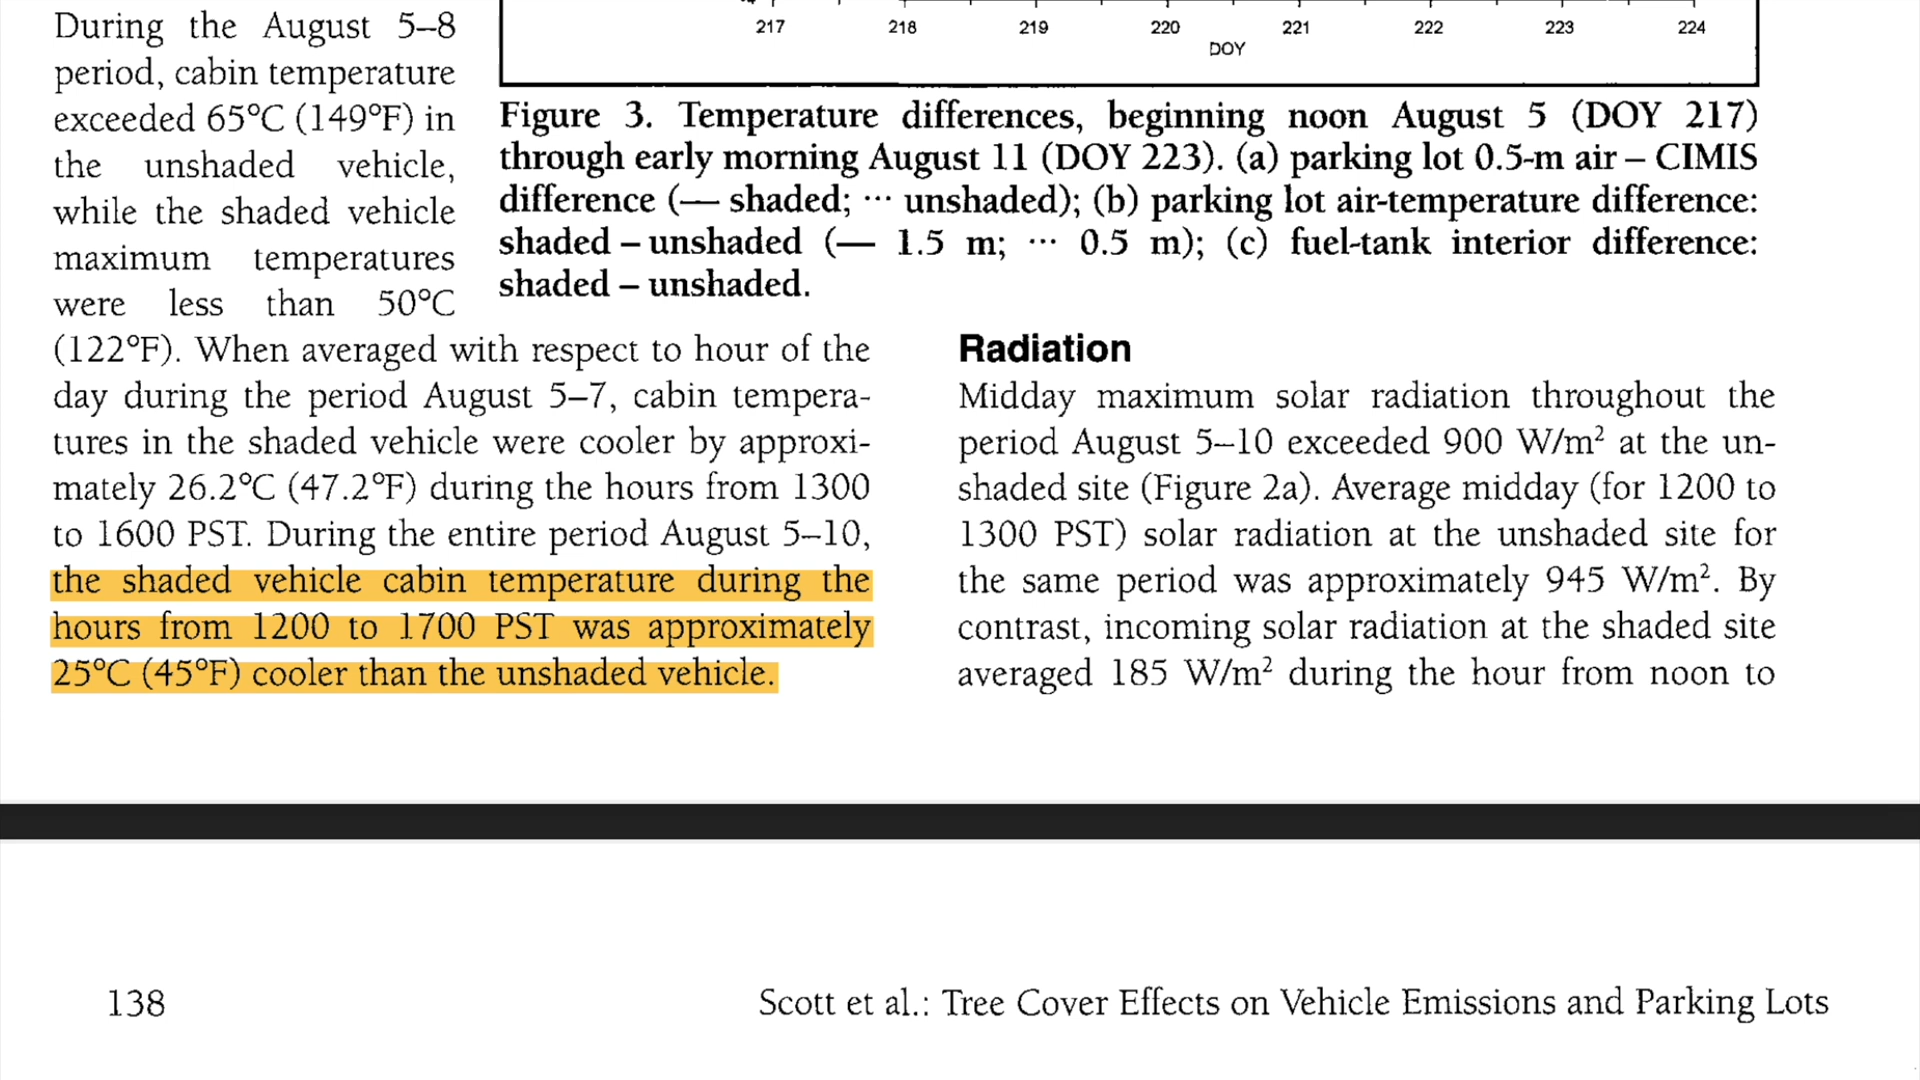 217 218 219 220 221 222 223 224
DOY
During the August 5–8
period, cabin temperature
exceeded 65°C (149°F) in
the unshaded vehicle,
while the shaded vehicle
maximum temperatures
were less than 50°C
(122°F). When averaged with respect to hour of the
day during the period August 5–7, cabin tempera-
tures in the shaded vehicle were cooler by approxi-
mately 26.2°C (47.2°F) during the hours from 1300
to 1600 PST. During the entire period August 5–10,
the shaded vehicle cabin temperature during the
hours from 1200 to 1700 PST was approximately
25°C (45°F) cooler than the unshaded vehicle.
Figure 3. Temperature differences, beginning noon August 5 (DOY 217)
through early morning August 11 (DOY 223). (a) parking lot 0.5-m air – CIMIS
difference (— shaded; ··· unshaded); (b) parking lot air-temperature difference:
shaded – unshaded (— 1.5 m; ··· 0.5 m); (c) fuel-tank interior difference:
shaded – unshaded.
Radiation
Midday maximum solar radiation throughout the
period August 5–10 exceeded 900 W/m² at the un-
shaded site (Figure 2a). Average midday (for 1200 to
1300 PST) solar radiation at the unshaded site for
the same period was approximately 945 W/m². By
contrast, incoming solar radiation at the shaded site
averaged 185 W/m² during the hour from noon to
138
Scott et al.: Tree Cover Effects on Vehicle Emissions and Parking Lots